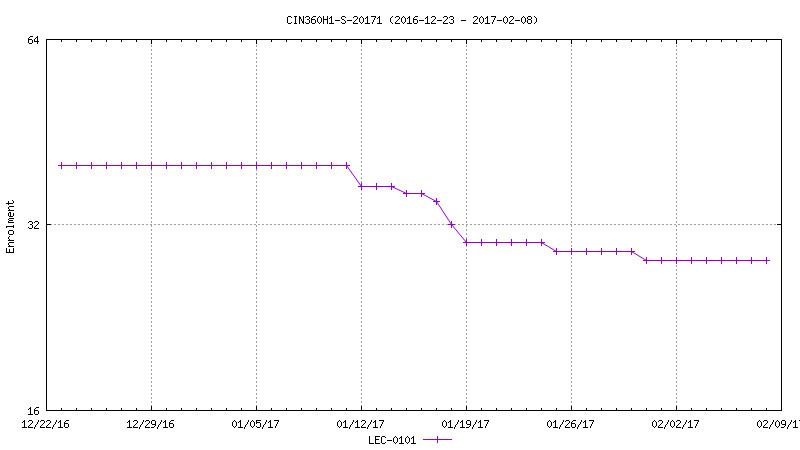 CIN360H1-S-20171 (2016-12-23 - 2017-02-08)
64
32
16
Enrolment
12/22/16 12/29/16 01/05/17 01/12/17 01/19/17 01/26/17 02/02/17 02/09/1
LEC-0101